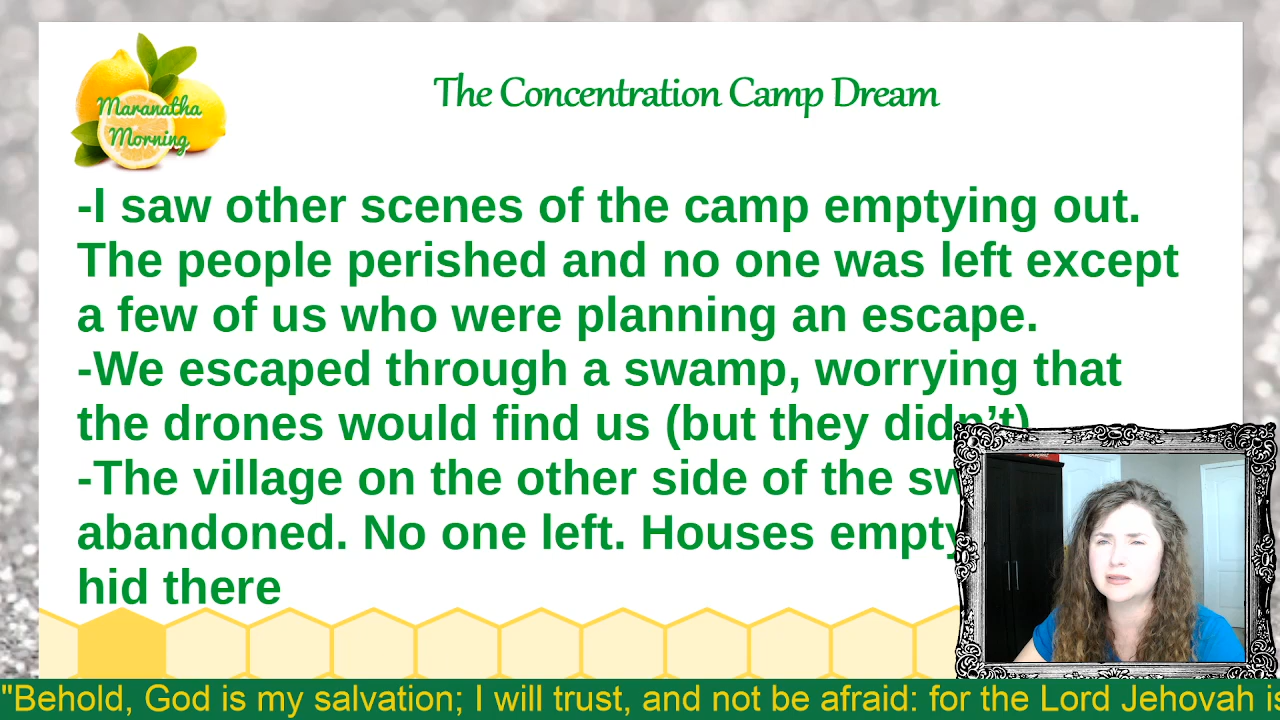 Maranatha
Morning
The Concentration Camp Dream
-I saw other scenes of the camp emptying out.
The people perished and no one was left except
a few of us who were planning an escape.
-We escaped through a swamp, worrying that
the drones would find us (but they didn’t)
-The village on the other side of the sw
abandoned. No one left. Houses empty
hid there
"Behold, God is my salvation; I will trust, and not be afraid: for the Lord Jehovah is